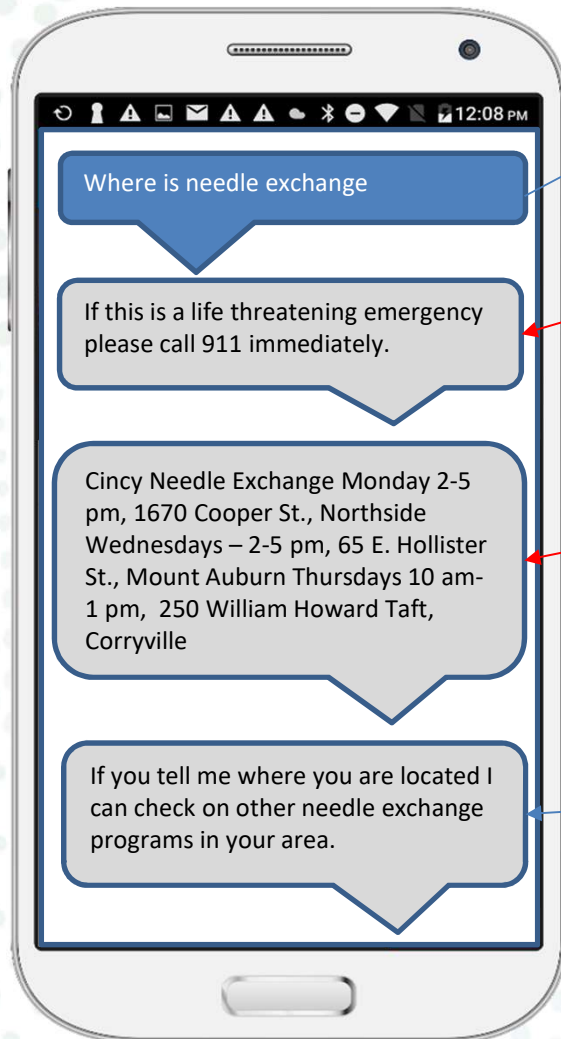 12:08 PM
Where is needle exchange
If this is a life threatening emergency
please call 911 immediately.
Cincy Needle Exchange Monday 2-5
pm, 1670 Cooper St., Northside
Wednesdays – 2-5 pm, 65 E. Hollister
St., Mount Auburn Thursdays 10 am-
1 pm,  250 William Howard Taft,
Corryville
If you tell me where you are located I
can check on other needle exchange
programs in your area.